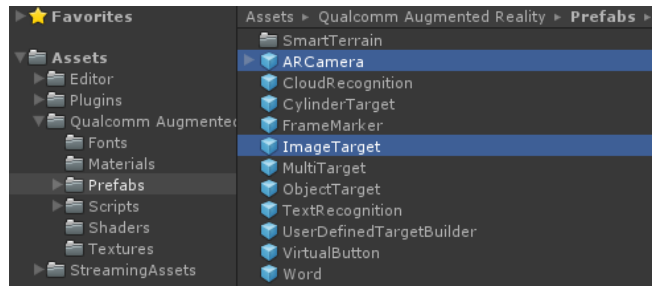 Favorites
Assets
Editor
Plugins
Qualcomm Augmented
Fonts
Materials
Prefabs
Scripts
Shaders
Textures
StreamingAssets
Assets ▸ Qualcomm Augmented Reality ▸ Prefabs ▸
SmartTerrain
ARCamera
CloudRecognition
CylinderTarget
FrameMarker
ImageTarget
MultiTarget
ObjectTarget
TextRecognition
UserDefinedTargetBuilder
VirtualButton
Word